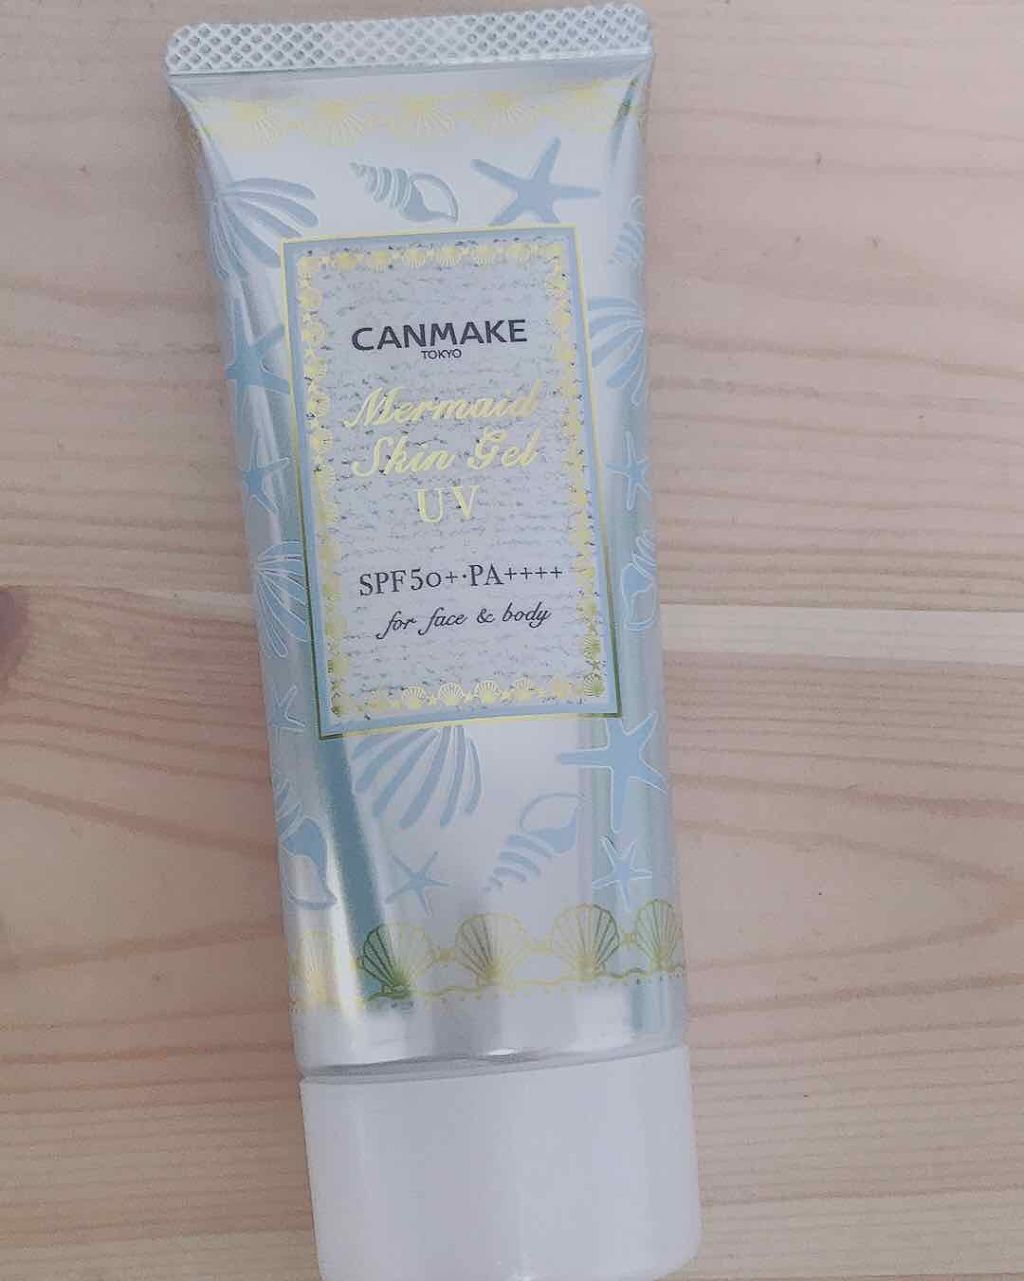 CANMAKE
TOKYO
Mermaid
Skin Gel
UV
SPF50+·PA++++
for face & body